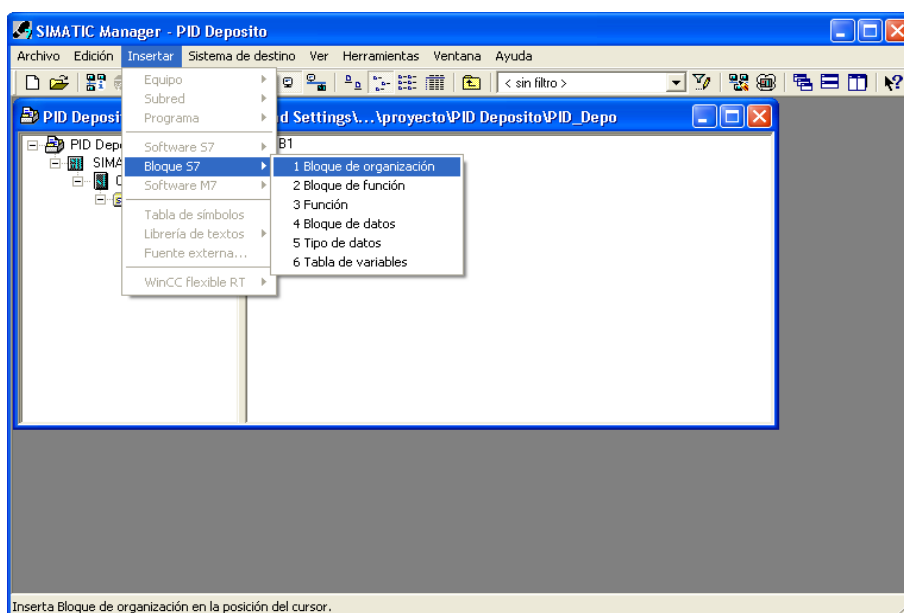 SIMATIC Manager - PID Deposito
Archivo Edición Insertar Sistema de destino Ver Herramientas Ventana Ayuda
< sin filtro >
PID Deposi
nd Settings\...\proyecto\PID Deposito\PID_Depo
PID Dep
SIMA
B1
Equipo
Subred
Programa
Software S7
Bloque S7
Software M7
Tabla de símbolos
Librería de textos
Fuente externa...
WinCC flexible RT
1 Bloque de organización
2 Bloque de función
3 Función
4 Bloque de datos
5 Tipo de datos
6 Tabla de variables
Inserta Bloque de organización en la posición del cursor.